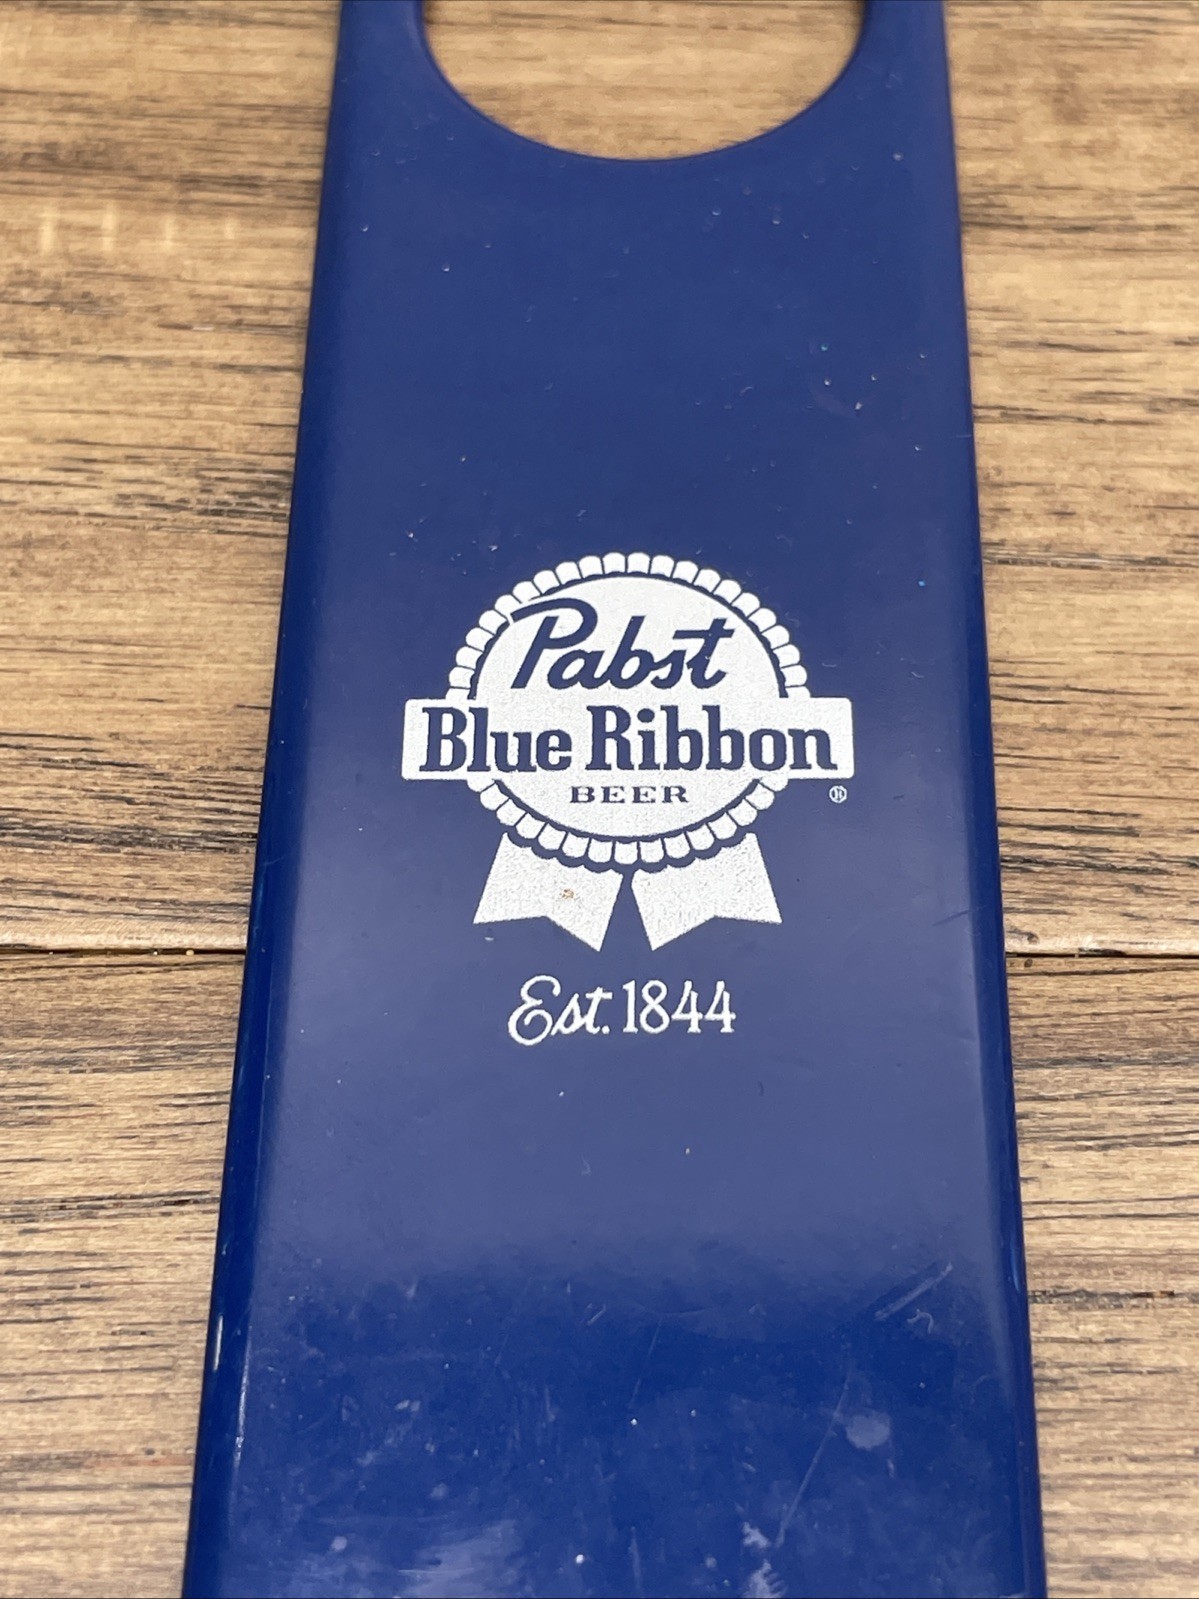 Pabst
Blue Ribbon
BEER
®
Est. 1844